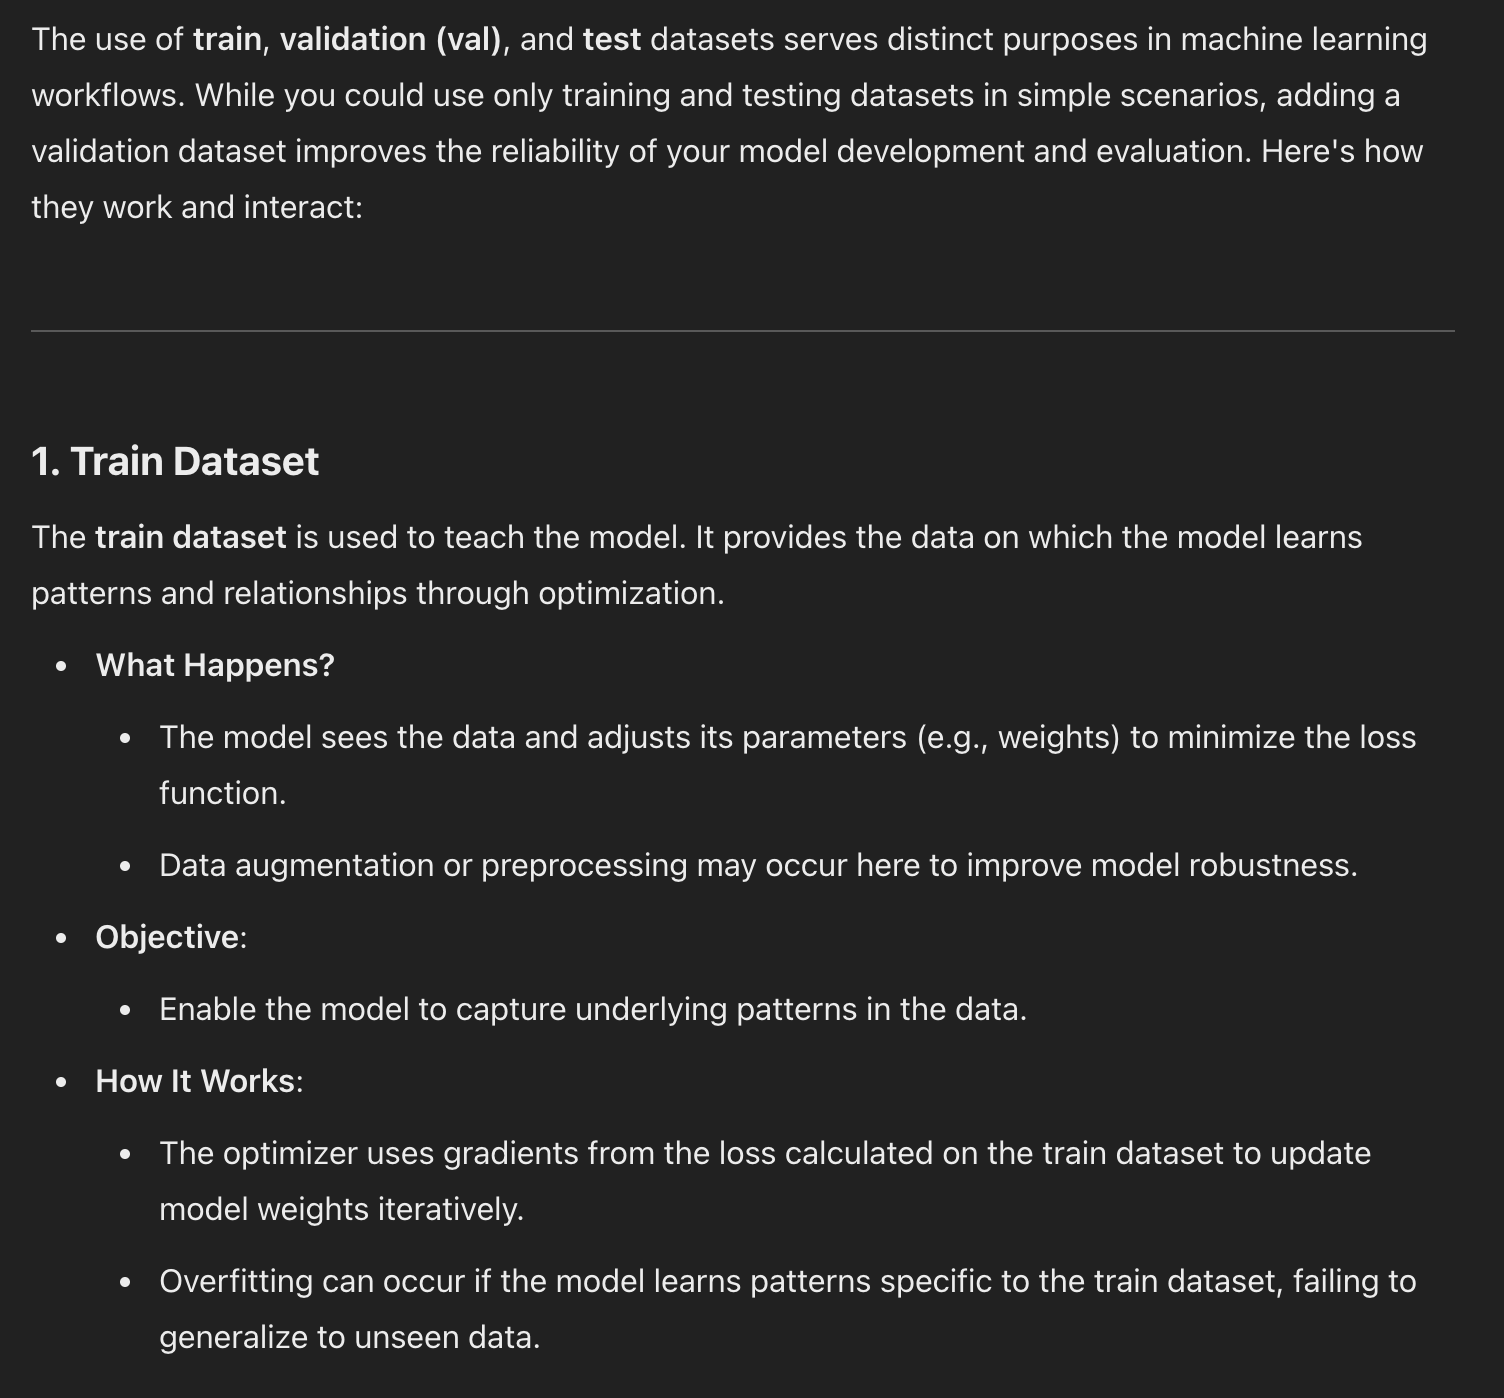 The use of train, validation (val), and test datasets serves distinct purposes in machine learning
workflows. While you could use only training and testing datasets in simple scenarios, adding a
validation dataset improves the reliability of your model development and evaluation. Here's how
they work and interact:
1. Train Dataset
The train dataset is used to teach the model. It provides the data on which the model learns
patterns and relationships through optimization.
• What Happens?
• The model sees the data and adjusts its parameters (e.g., weights) to minimize the loss
function.
• Data augmentation or preprocessing may occur here to improve model robustness.
• Objective:
• Enable the model to capture underlying patterns in the data.
• How It Works:
• The optimizer uses gradients from the loss calculated on the train dataset to update
model weights iteratively.
• Overfitting can occur if the model learns patterns specific to the train dataset, failing to
generalize to unseen data.